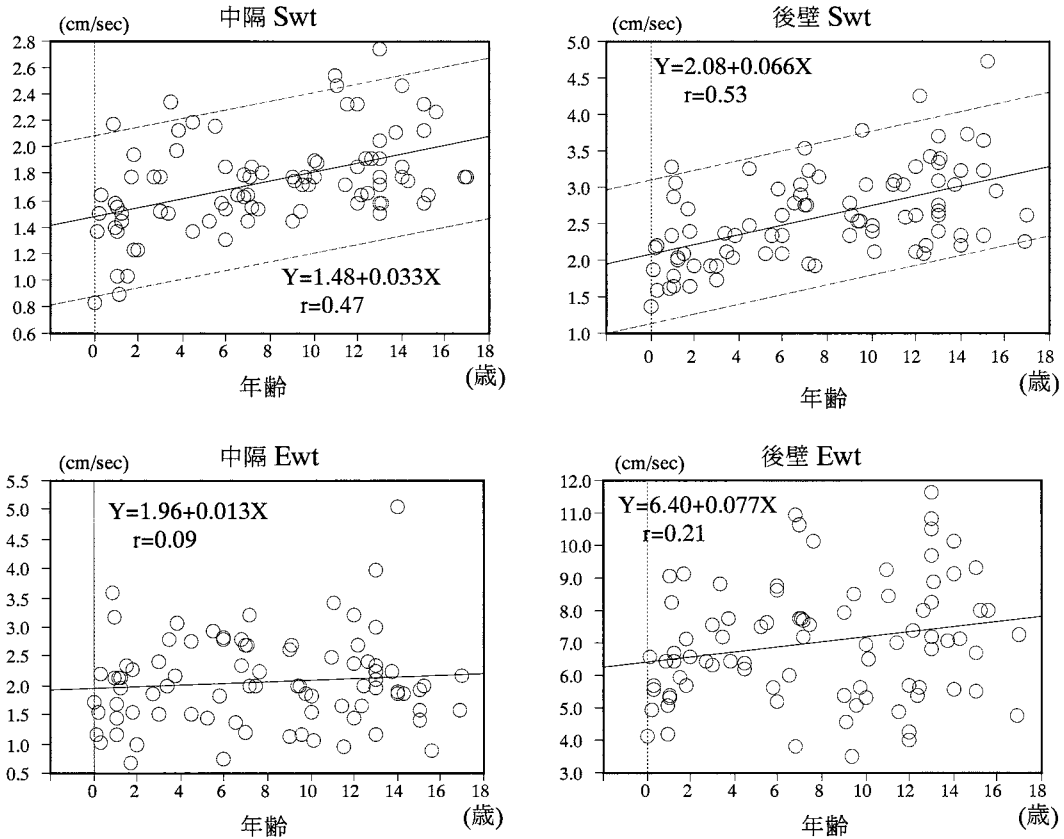 中隔 Swt
(cm/sec)
2.8
2.6
2.4
2.2
2.0
1.8
1.6
1.4
1.2
1.0
0.8
0.6
Y=1.48+0.033X
r=0.47
0 2 4 6 8 10 12 14 16 18
年齢
(歳)
後壁 Swt
(cm/sec)
5.0
4.5
4.0
3.5
3.0
2.5
2.0
1.5
1.0
Y=2.08+0.066X
r=0.53
0 2 4 6 8 10 12 14 16 18
年齢
(歳)
中隔 Ewt
(cm/sec)
5.5
5.0
4.5
4.0
3.5
3.0
2.5
2.0
1.5
1.0
0.5
Y=1.96+0.013X
r=0.09
0 2 4 6 8 10 12 14 16 18
年齢
(歳)
後壁 Ewt
(cm/sec)
12.0
11.0
10.0
9.0
8.0
7.0
6.0
5.0
4.0
3.0
Y=6.40+0.077X
r=0.21
0 2 4 6 8 10 12 14 16 18
年齢
(歳)